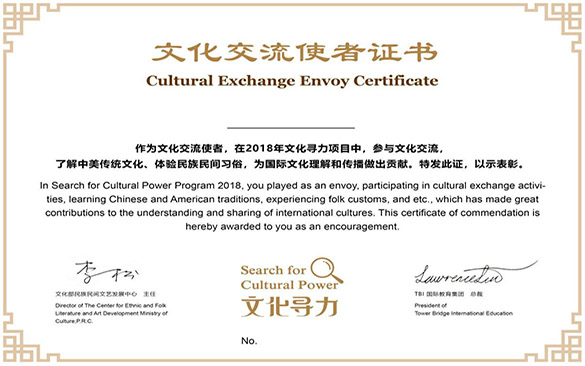 文化交流使者证书
Cultural Exchange Envoy Certificate
作为文化交流使者，在2018年文化寻力项目中，参与文化交流，
了解中美传统文化、体验民族民间习俗，为国际文化理解和传播做出贡献。特发此证，以示表彰。
In Search for Cultural Power Program 2018, you played as an envoy, participating in cultural exchange activi-
ties, learning Chinese and American traditions, experiencing folk customs, and etc., which has made great
contributions to the understanding and sharing of international cultures. This certificate of commendation is
hereby awarded to you as an encouragement.
李松
文化部民族民间文艺发展中心 主任
Director of The Center for Ethnic and Folk
Literature and Art Development Ministry of
Culture,P.R.C.
Search for
Cultural Power
文化寻力
No.
TBI 国际教育集团 总裁
President of
Tower Bridge International Education